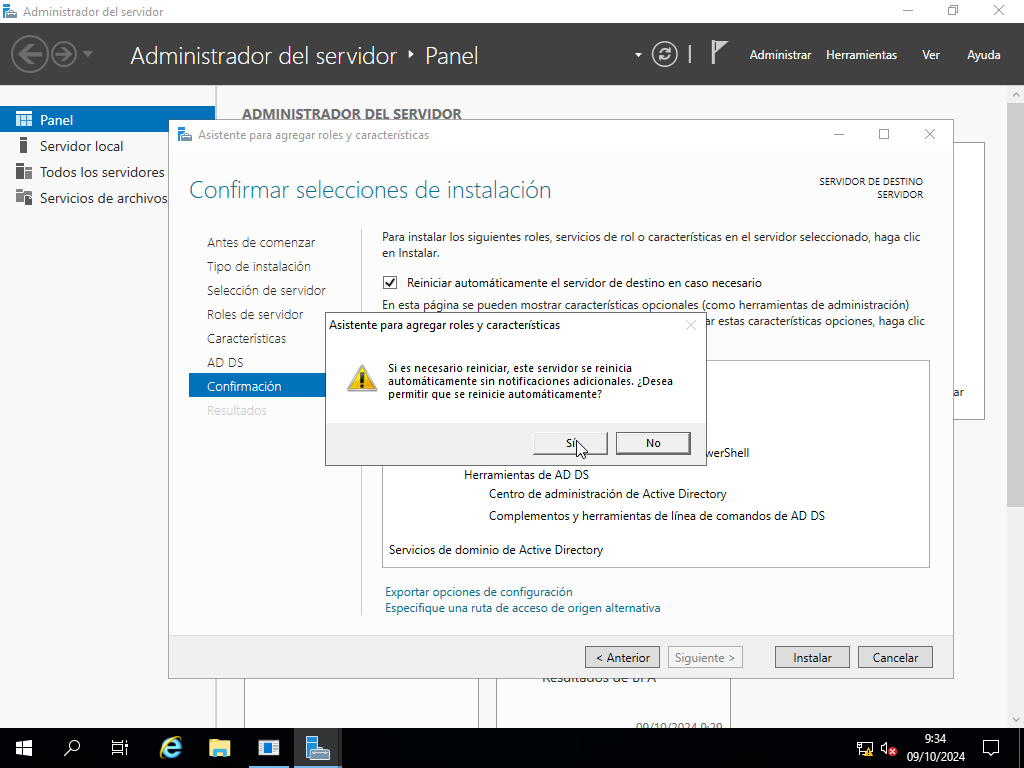 Administrador del servidor
Administrador del servidor
Panel
Administrar
Herramientas
Ver
Ayuda
Panel
Servidor local
Todos los servidores
Servicios de archivos
ADMINISTRADOR DEL SERVIDOR
Asistente para agregar roles y características
Confirmar selecciones de instalación
SERVIDOR DE DESTINO
SERVIDOR
Antes de comenzar
Tipo de instalación
Selección de servidor
Roles de servidor
Características
AD DS
Confirmación
Resultados
Para instalar los siguientes roles, servicios de rol o características en el servidor seleccionado, haga clic
en Instalar.
Reiniciar automáticamente el servidor de destino en caso necesario
En esta página se pueden mostrar características opcionales (como herramientas de administración)
ar estas características opciones, haga clic
Asistente para agregar roles y características
Si es necesario reiniciar, este servidor se reinicia
automáticamente sin notificaciones adicionales. ¿Desea
permitir que se reinicie automáticamente?
Sí
No
ar
werShell
Herramientas de AD DS
Centro de administración de Active Directory
Complementos y herramientas de línea de comandos de AD DS
Servicios de dominio de Active Directory
Exportar opciones de configuración
Especifique una ruta de acceso de origen alternativa
< Anterior
Siguiente >
Instalar
Cancelar
Resultados de BPA
09/10/2024 9:29
9:34
09/10/2024